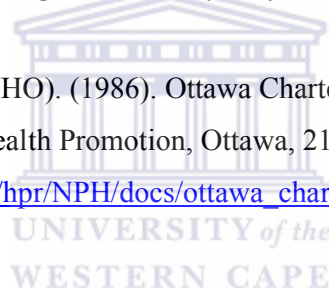 HO). (1986). Ottawa Charte
ealth Promotion, Ottawa, 21
/hpr/NPH/docs/ottawa_char
UNIVERSITY of the
WESTERN CAPE